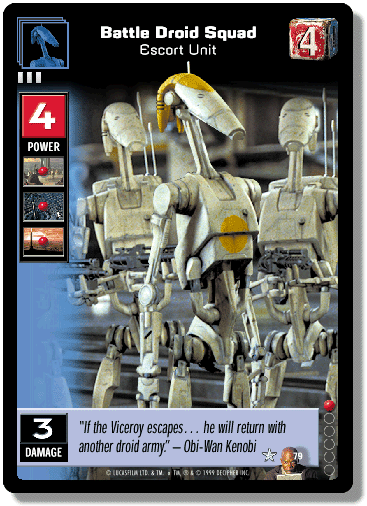 Battle Droid Squad
Escort Unit
4
4
POWER
3
DAMAGE
"If the Viceroy escapes... he will return with
another droid army." – Obi-Wan Kenobi
79
© LUCASFILM LTD. & TM. ® TM, ® & © 1999 DECIPHER INC.